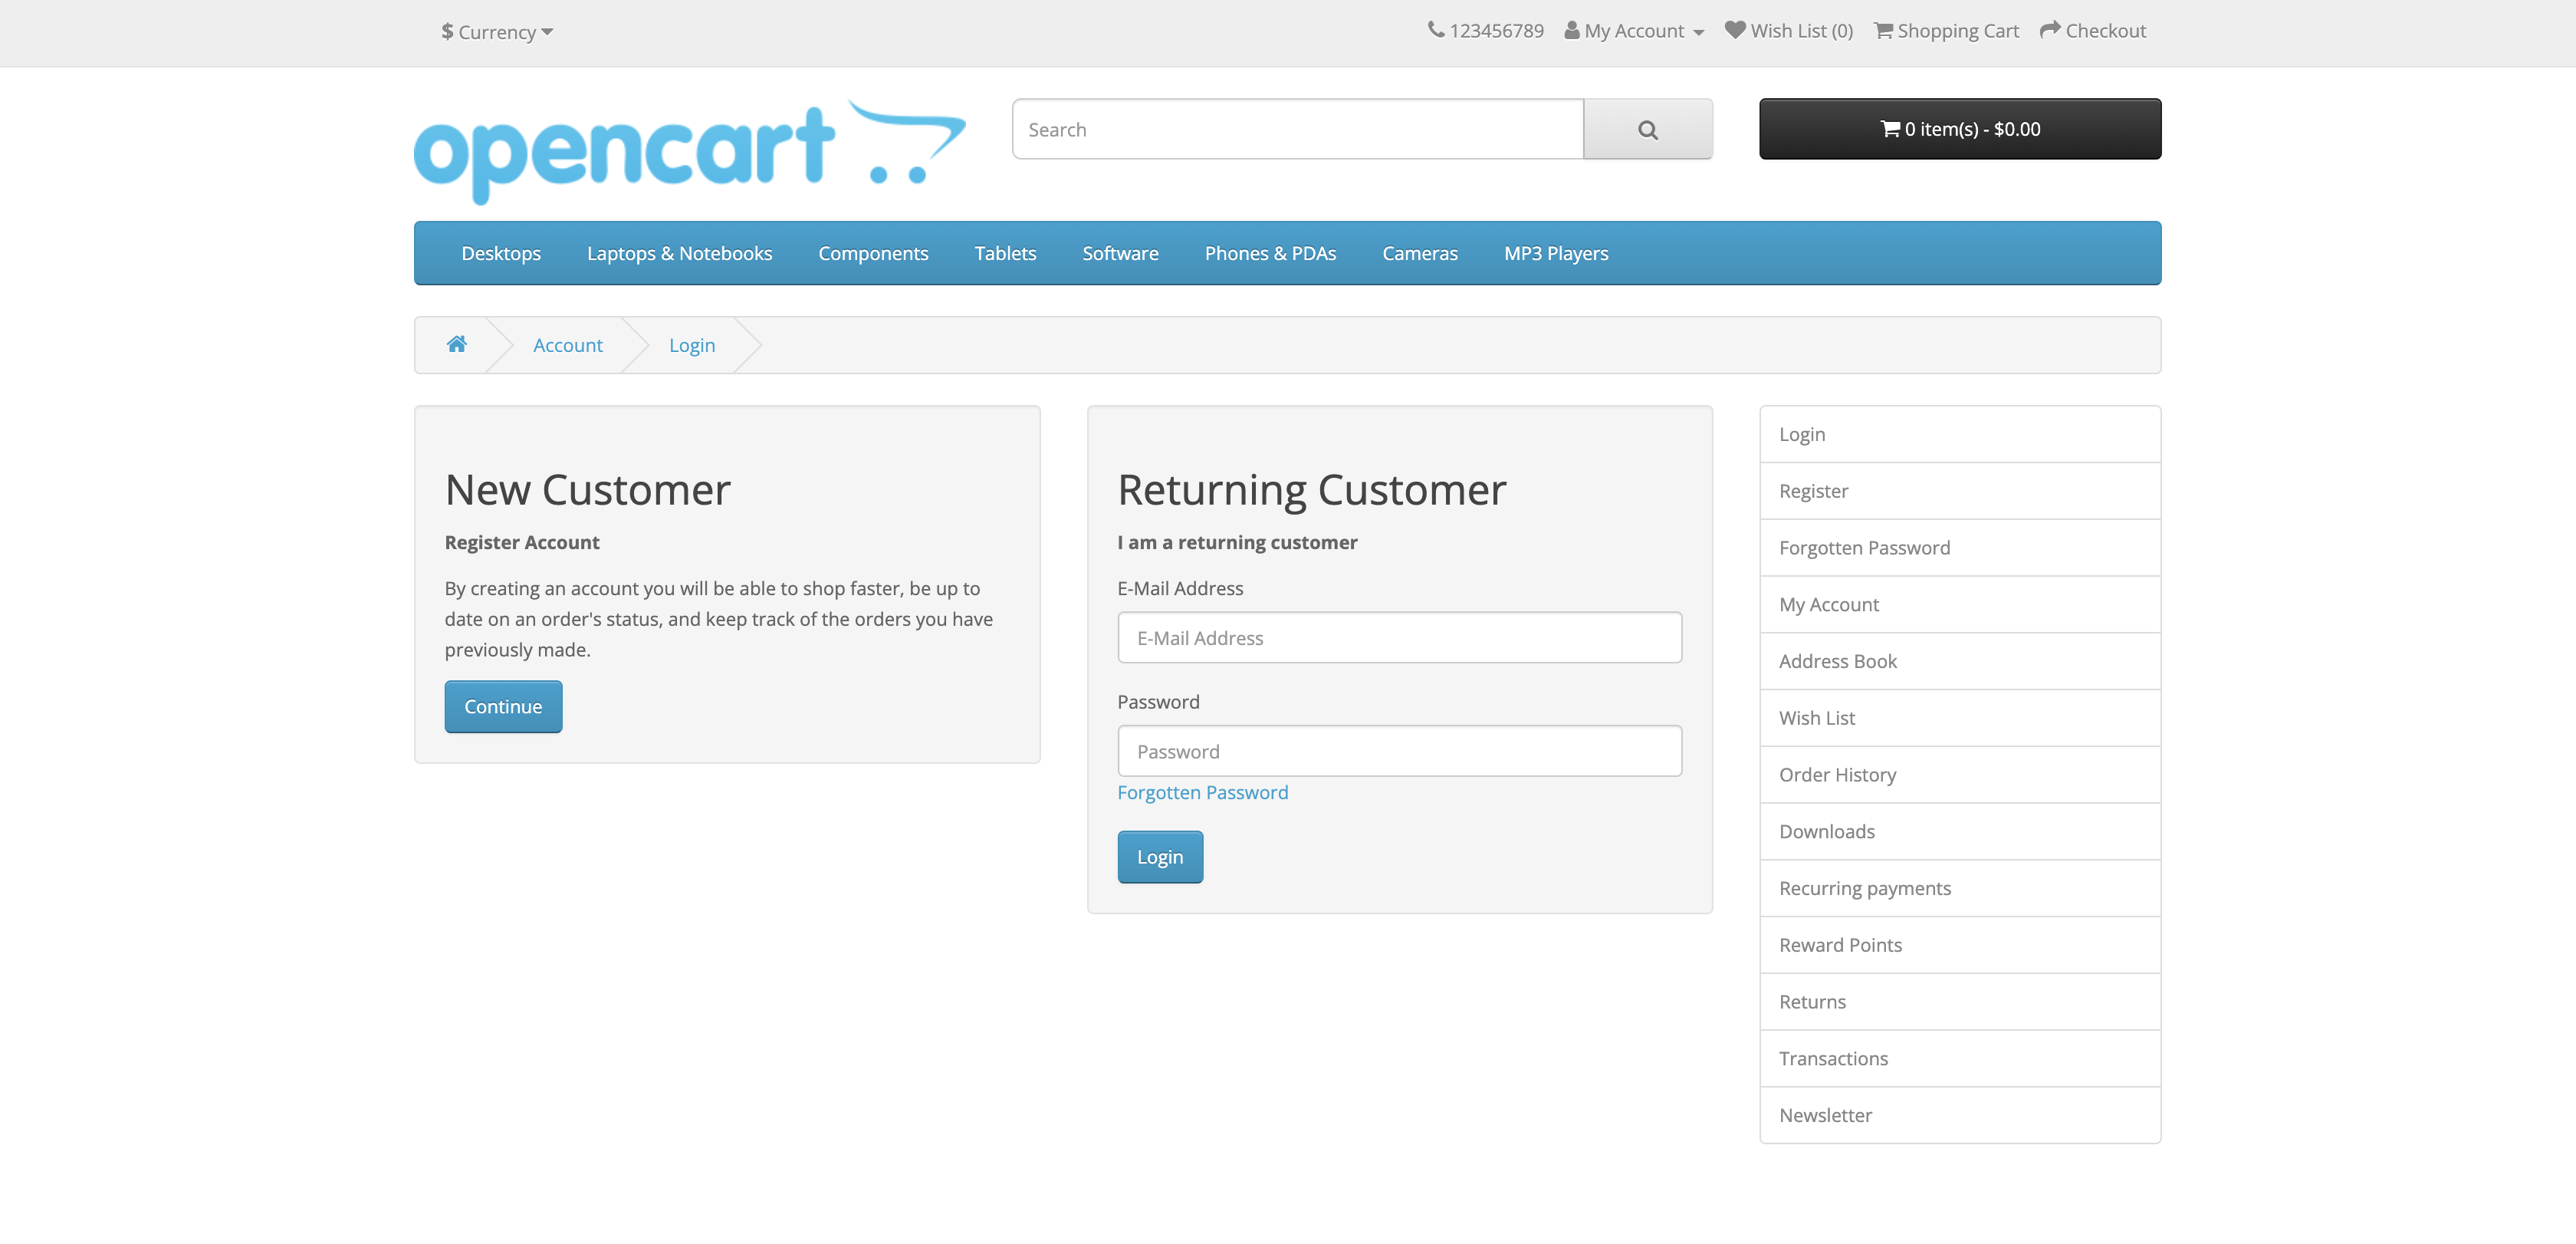 $ Currency
123456789 My Account Wish List (0) Shopping Cart Checkout
opencart
Search
0 item(s) - $0.00
Desktops Laptops & Notebooks Components Tablets Software Phones & PDAs Cameras MP3 Players
Account Login
New Customer
Register Account
By creating an account you will be able to shop faster, be up to
date on an order's status, and keep track of the orders you have
previously made.
Continue
Returning Customer
I am a returning customer
E-Mail Address
E-Mail Address
Password
Password
Forgotten Password
Login
Login
Register
Forgotten Password
My Account
Address Book
Wish List
Order History
Downloads
Recurring payments
Reward Points
Returns
Transactions
Newsletter